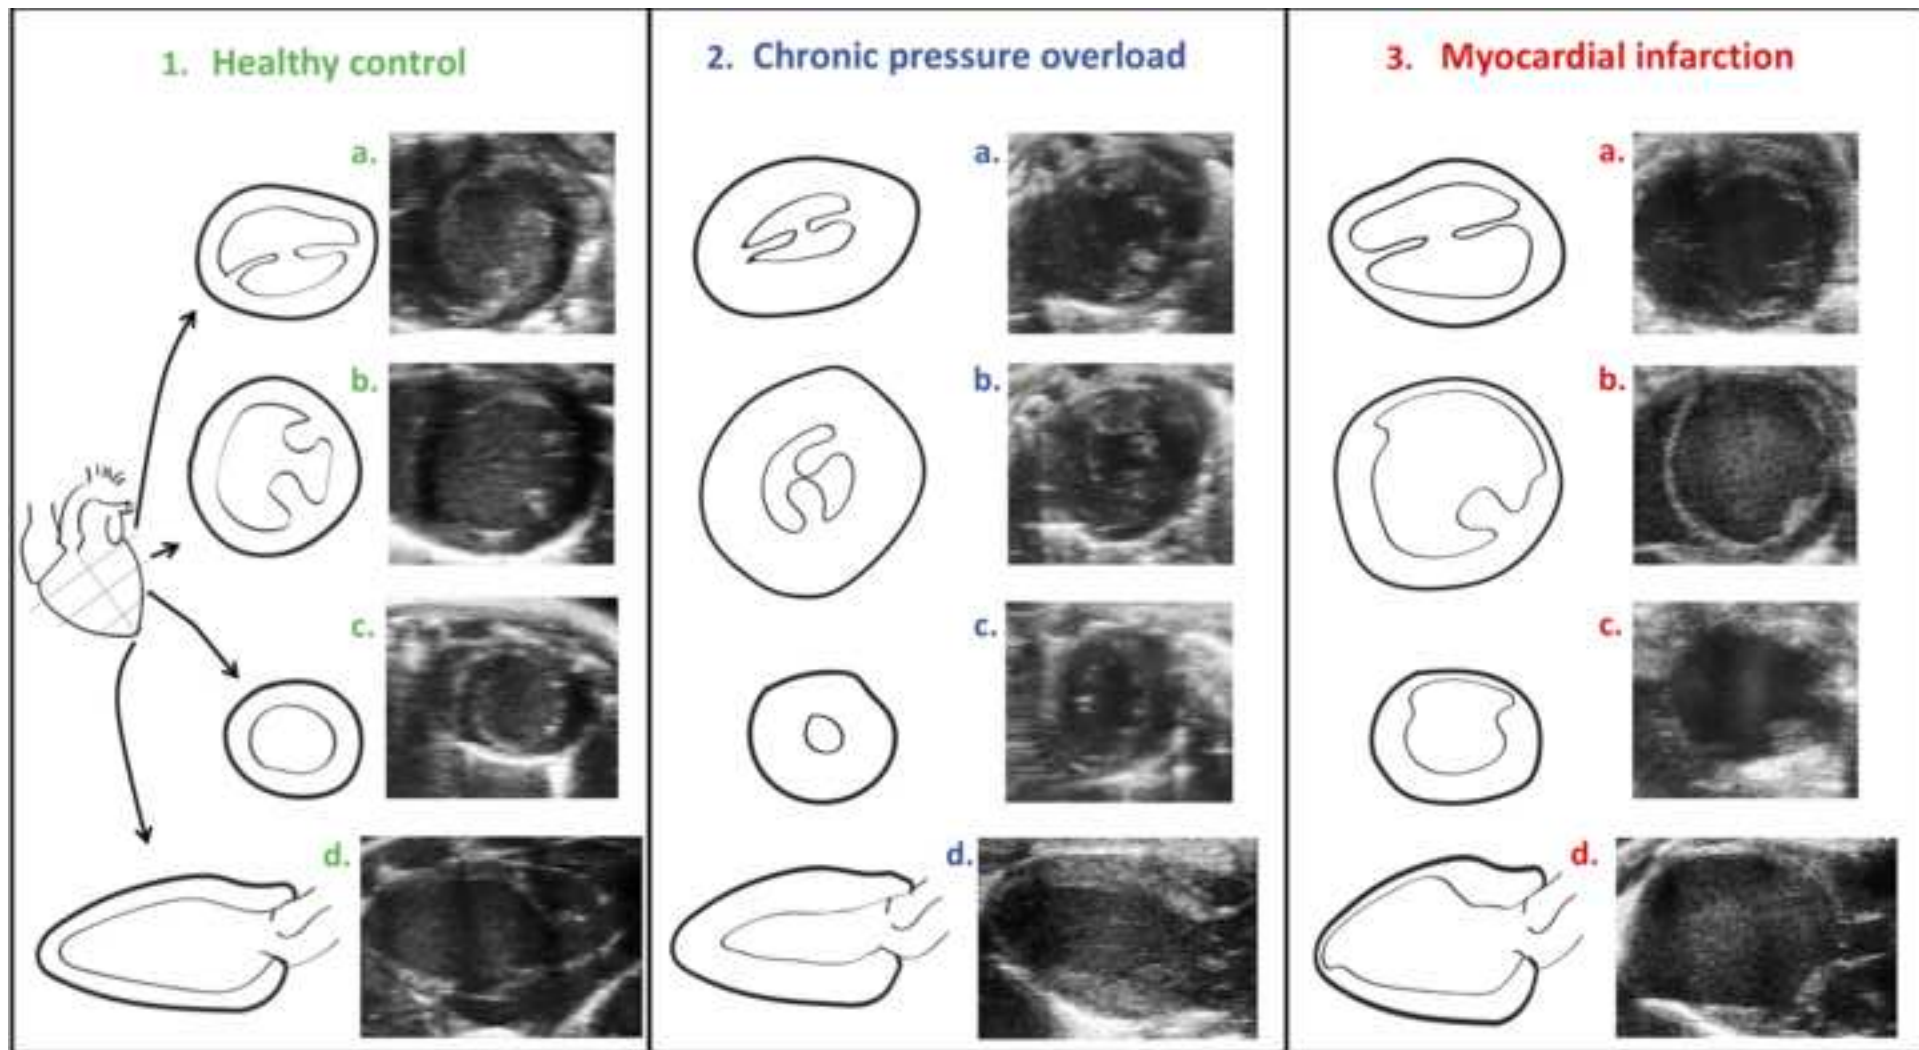 1. Healthy control
a.
b.
c.
d.
2. Chronic pressure overload
a.
b.
c.
d.
3. Myocardial infarction
a.
b.
c.
d.